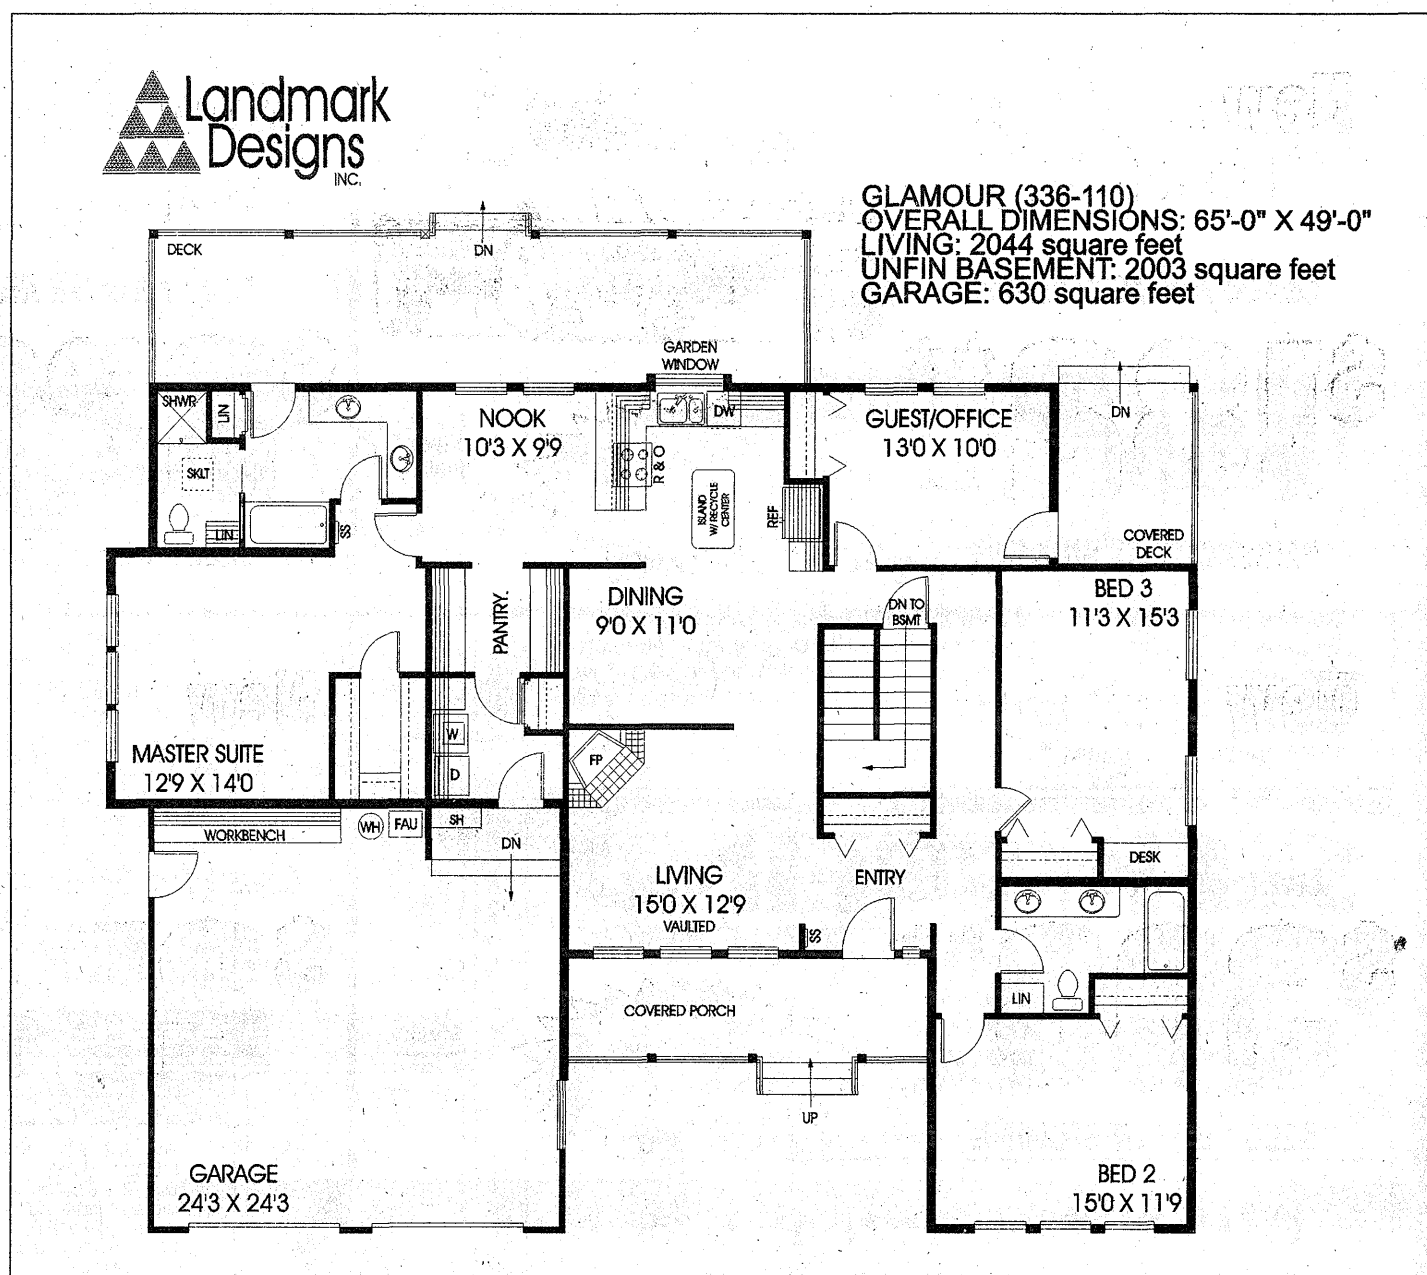 Landmark
Designs
INC.
GLAMOUR (336-110)
OVERALL DIMENSIONS: 65'-0" X 49'-0"
LIVING: 2044 square feet
UNFIN BASEMENT: 2003 square feet
GARAGE: 630 square feet
DECK
DN
GARDEN
WINDOW
SHWR
LIN
SKLT
LIN
SS
NOOK
10'3 X 9'9
R & O
DW
ISLAND
W/ RECYCLE
CENTER
REF
GUEST/OFFICE
13'0 X 10'0
DN
COVERED
DECK
DINING
9'0 X 11'0
PANTRY.
DN TO
BSMT
BED 3
11'3 X 15'3
MASTER SUITE
12'9 X 14'0
W
D
FP
WORKBENCH
WH
FAU
SH
DN
LIVING
15'0 X 12'9
VAULTED
ENTRY
SS
DESK
LIN
COVERED PORCH
UP
GARAGE
24'3 X 24'3
BED 2
15'0 X 11'9